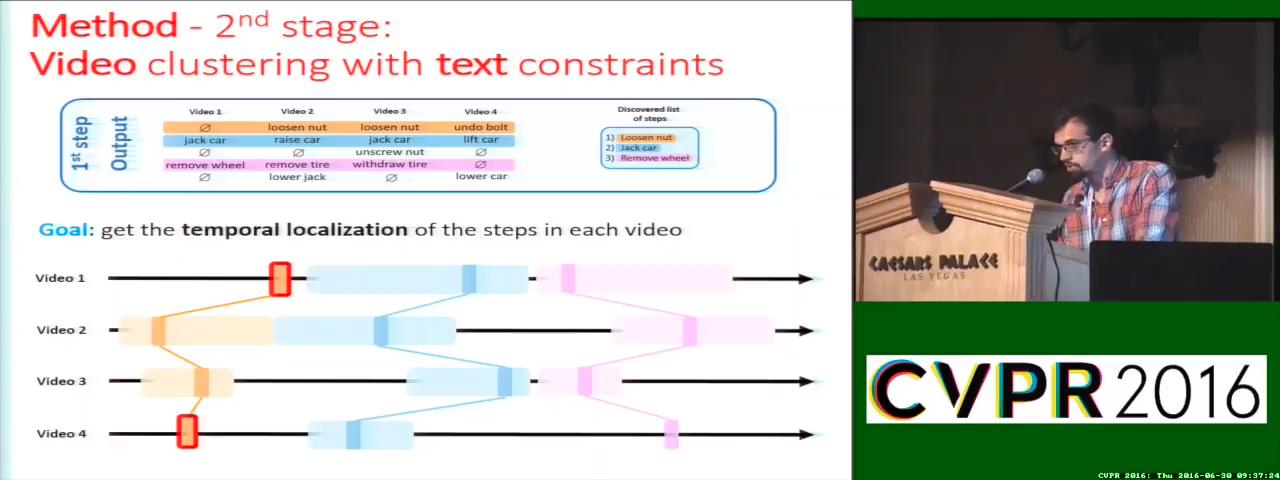 Method - 2nd stage:
Video clustering with text constraints
1st step
Output
Video 1 Video 2 Video 3 Video 4
∅ loosen nut loosen nut undo bolt
jack car raise car jack car lift car
∅ ∅ unscrew nut ∅
remove wheel remove tire withdraw tire ∅
∅ lower jack ∅ lower car
Discovered list
of steps
1) Loosen nut
2) Jack car
3) Remove wheel
Goal: get the temporal localization of the steps in each video
Video 1
Video 2
Video 3
Video 4
CAESARS PALACE
LAS VEGAS
CVPR 2016
CVPR 2016: Thu 2016-06-30 09:37:24